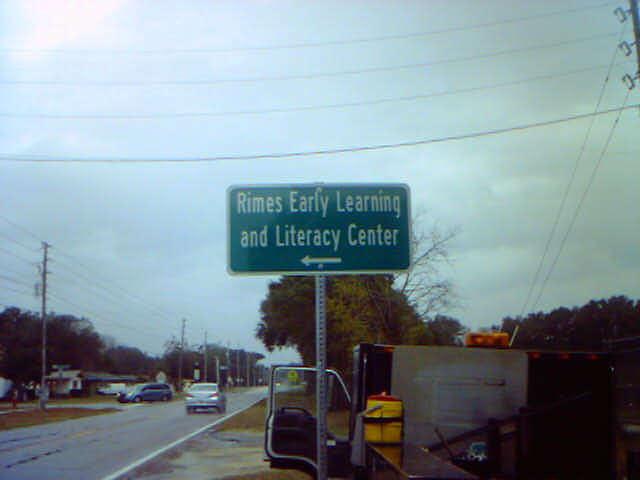 Rimes Early Learning
and Literacy Center